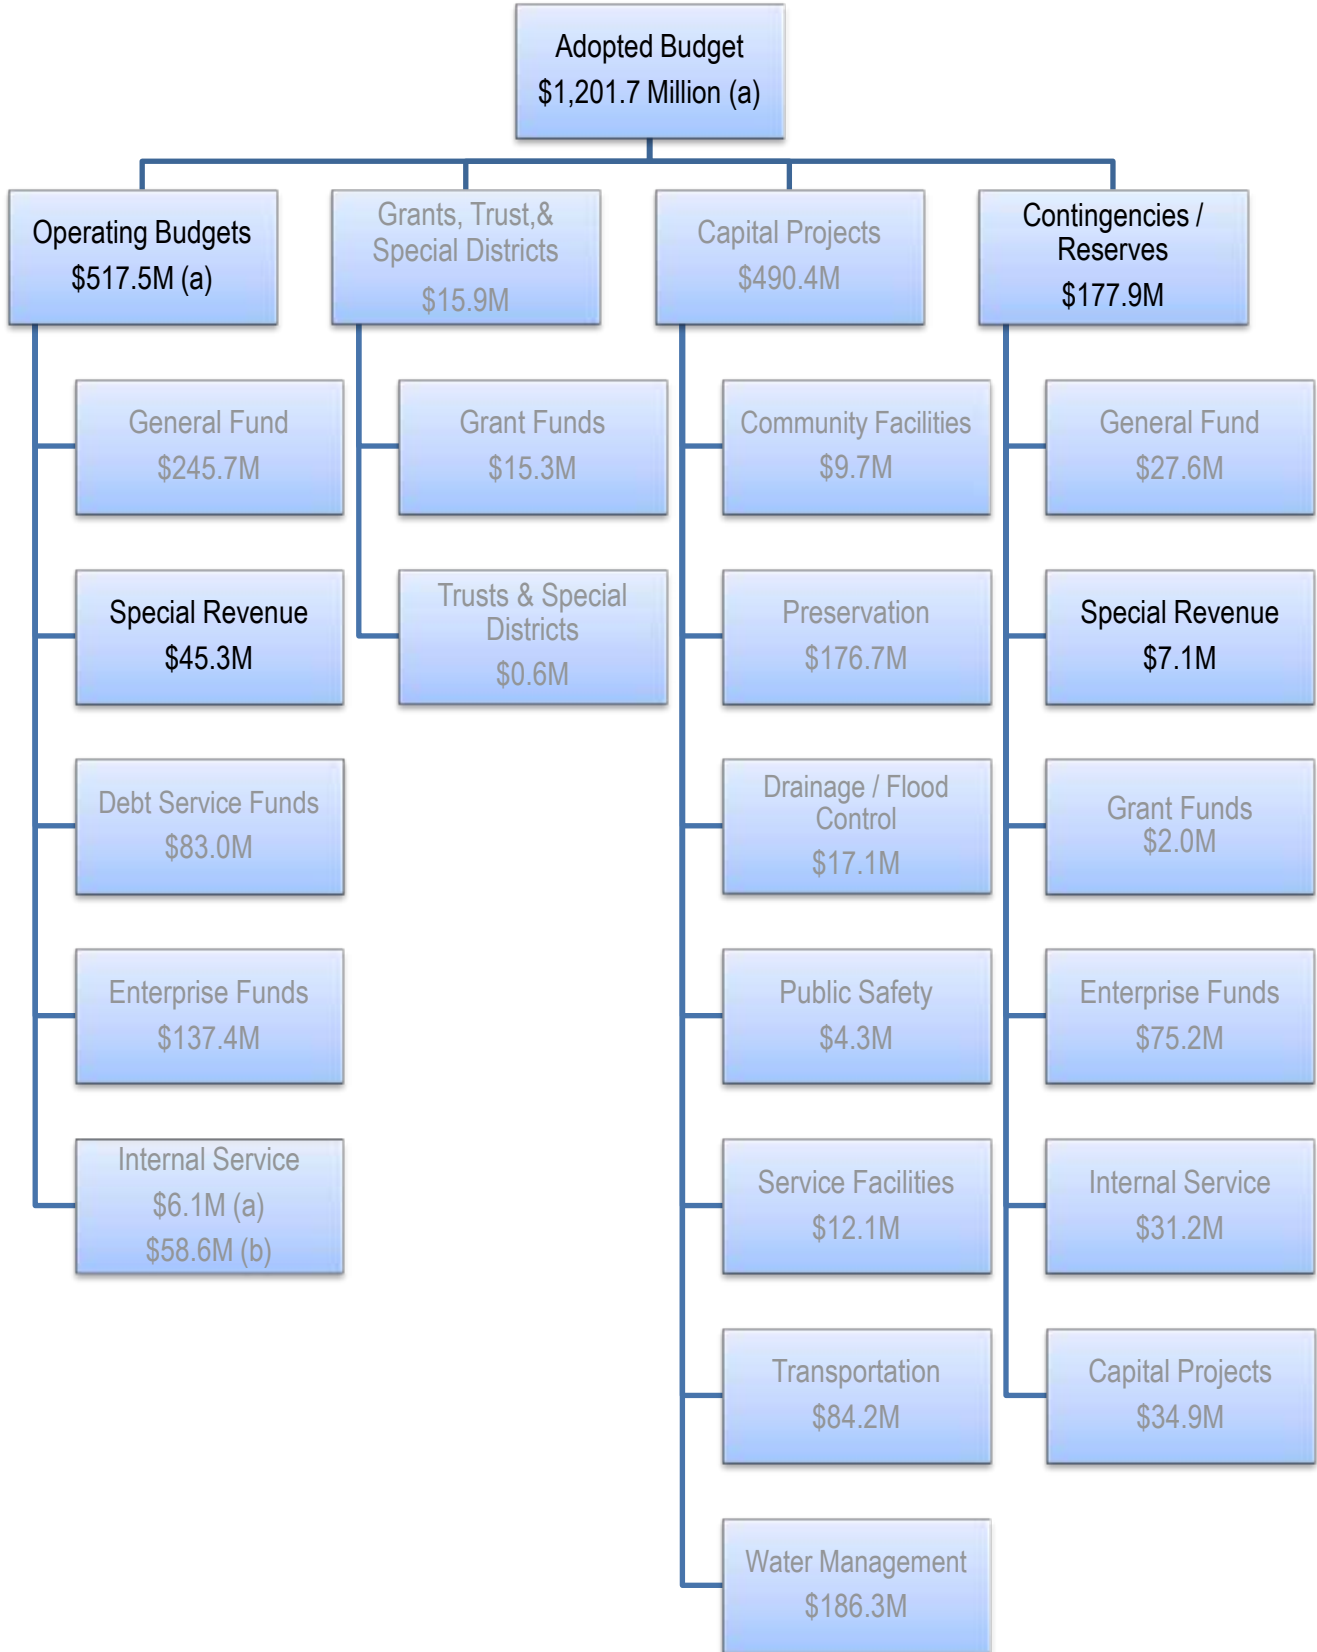 Adopted Budget
$1,201.7 Million (a)
Operating Budgets
$517.5M (a)
Grants, Trust,&
Special Districts
$15.9M
Capital Projects
$490.4M
Contingencies /
Reserves
$177.9M
General Fund
$245.7M
Special Revenue
$45.3M
Debt Service Funds
$83.0M
Enterprise Funds
$137.4M
Internal Service
$6.1M (a)
$58.6M (b)
Grant Funds
$15.3M
Trusts & Special
Districts
$0.6M
Community Facilities
$9.7M
Preservation
$176.7M
Drainage / Flood
Control
$17.1M
Public Safety
$4.3M
Service Facilities
$12.1M
Transportation
$84.2M
Water Management
$186.3M
General Fund
$27.6M
Special Revenue
$7.1M
Grant Funds
$2.0M
Enterprise Funds
$75.2M
Internal Service
$31.2M
Capital Projects
$34.9M